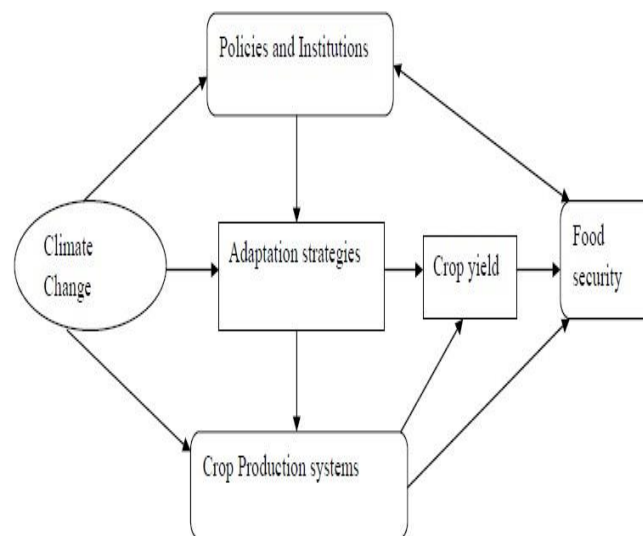 Policies and Institutions
Climate
Change
Adaptation strategies
Crop yield
Food
security
Crop Production systems